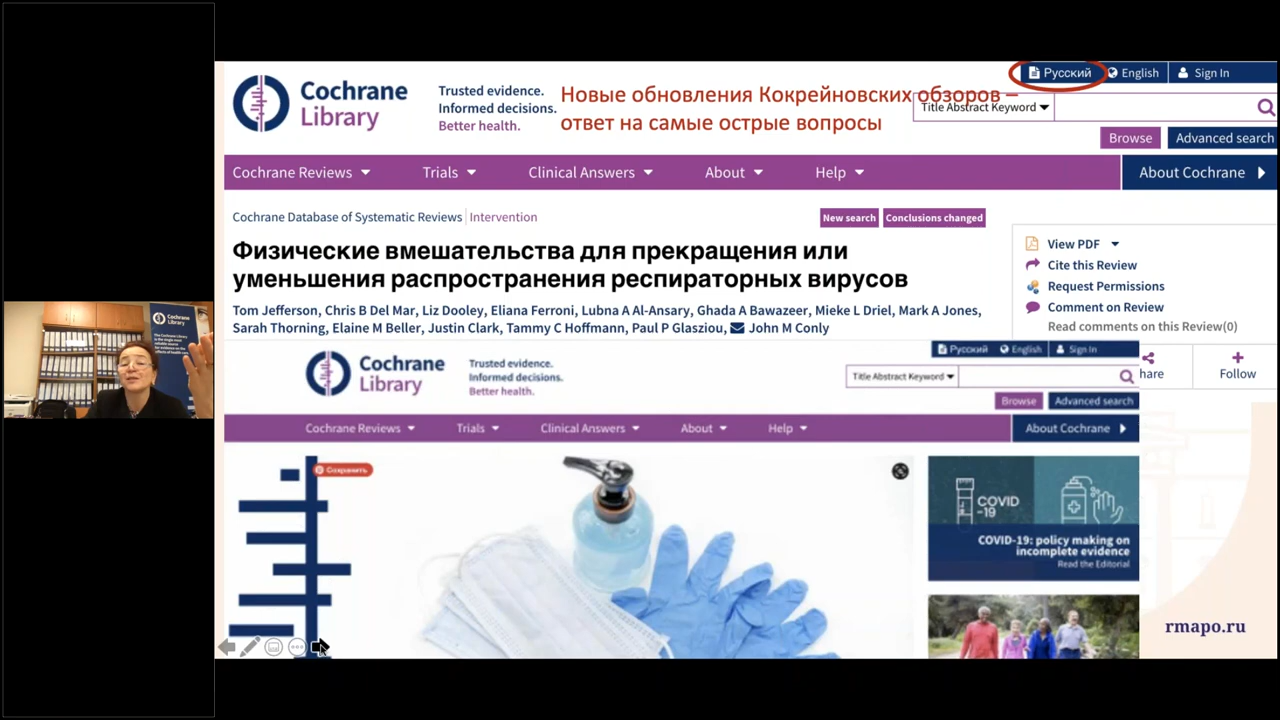 Русский
English
Sign In
Cochrane
Library
Trusted evidence.
Informed decisions.
Better health.
Новые обновления Кокрейновских обзоров –
ответ на самые острые вопросы
Title Abstract Keyword
Browse
Advanced search
Cochrane Reviews
Trials
Clinical Answers
About
Help
About Cochrane
Cochrane Database of Systematic Reviews
Intervention
New search
Conclusions changed
Физические вмешательства для прекращения или
уменьшения распространения респираторных вирусов
Tom Jefferson, Chris B Del Mar, Liz Dooley, Eliana Ferroni, Lubna A Al-Ansary, Ghada A Bawazeer, Mieke L Driel, Mark A Jones,
Sarah Thorning, Elaine M Beller, Justin Clark, Tammy C Hoffmann, Paul P Glasziou, John M Conly
View PDF
Cite this Review
Request Permissions
Comment on Review
Read comments on this Review(0)
hare
Follow
Cochrane
Library
Trusted evidence.
Informed decisions.
Better health.
Русский
English
Sign In
Title Abstract Keyword
Browse
Advanced search
Cochrane Reviews
Trials
Clinical Answers
About
Help
About Cochrane
Сохранить
COVID
-19
COVID-19: policy making on
incomplete evidence
Read the Editorial
rmapo.ru
Cochrane
Library